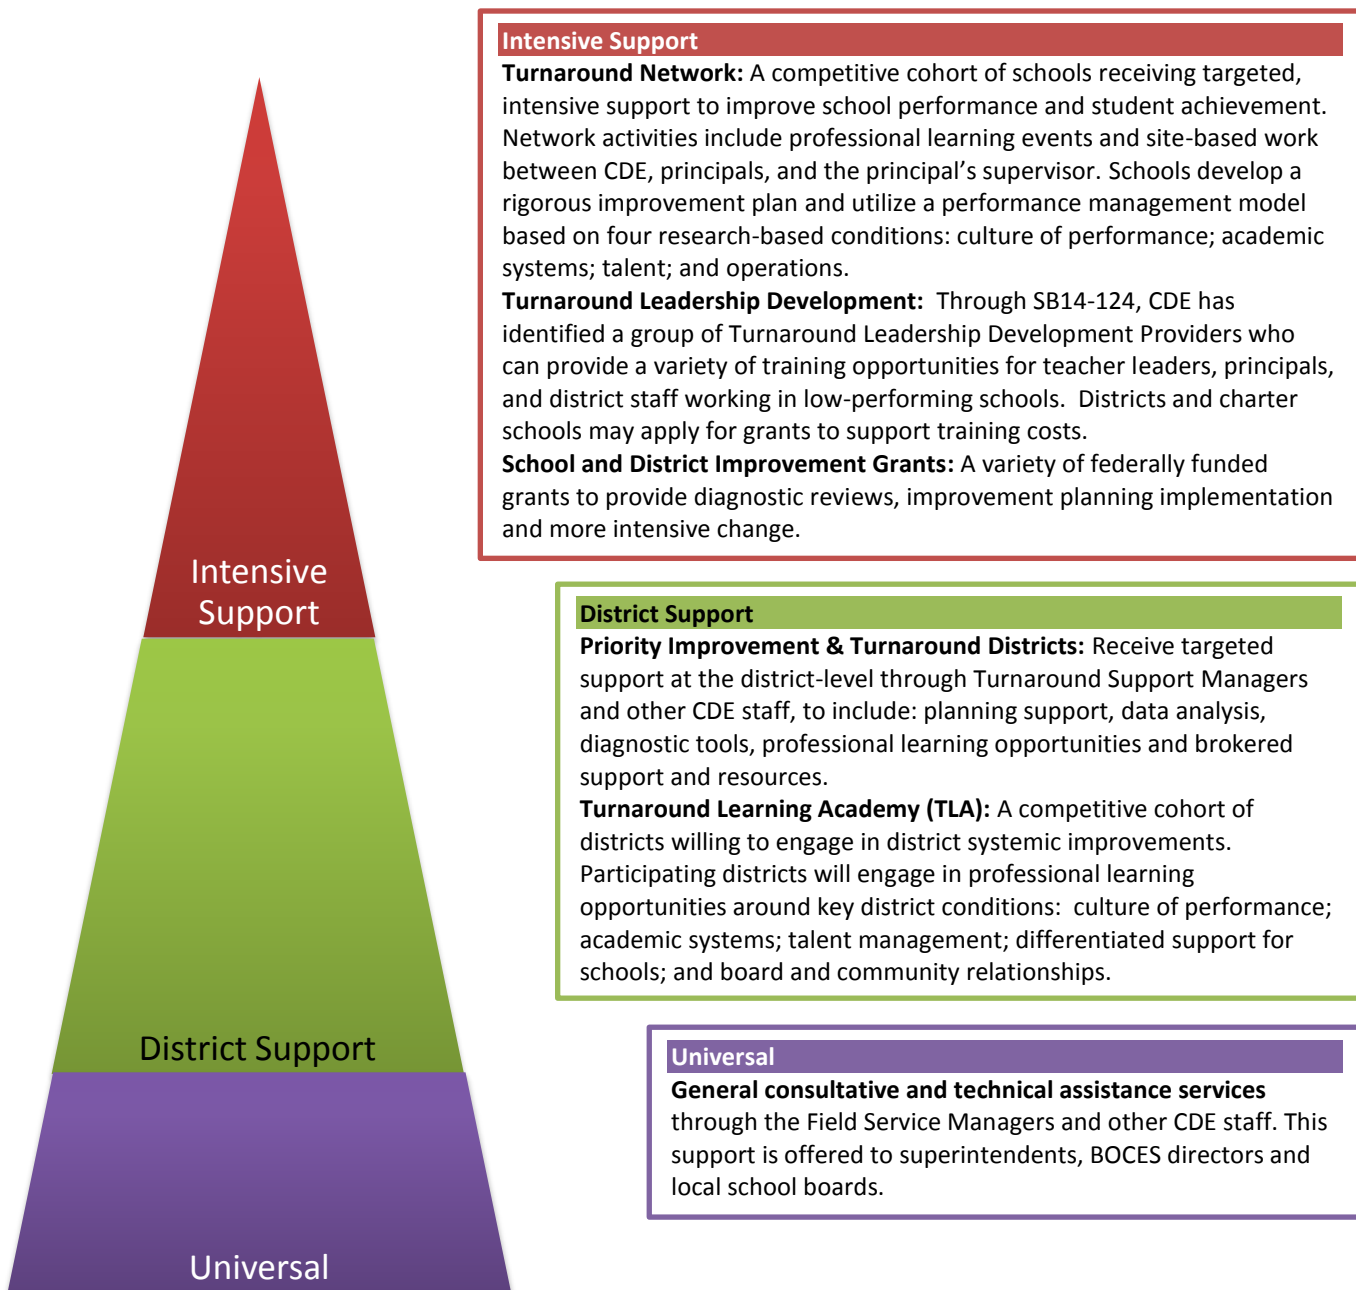 Intensive Support
Turnaround Network: A competitive cohort of schools receiving targeted,
intensive support to improve school performance and student achievement.
Network activities include professional learning events and site-based work
between CDE, principals, and the principal’s supervisor. Schools develop a
rigorous improvement plan and utilize a performance management model
based on four research-based conditions: culture of performance; academic
systems; talent; and operations.
Turnaround Leadership Development:  Through SB14-124, CDE has
identified a group of Turnaround Leadership Development Providers who
can provide a variety of training opportunities for teacher leaders, principals,
and district staff working in low-performing schools.  Districts and charter
schools may apply for grants to support training costs.
School and District Improvement Grants: A variety of federally funded
grants to provide diagnostic reviews, improvement planning implementation
and more intensive change.
Intensive
Support
District Support
Priority Improvement & Turnaround Districts: Receive targeted
support at the district-level through Turnaround Support Managers
and other CDE staff, to include: planning support, data analysis,
diagnostic tools, professional learning opportunities and brokered
support and resources.
Turnaround Learning Academy (TLA): A competitive cohort of
districts willing to engage in district systemic improvements.
Participating districts will engage in professional learning
opportunities around key district conditions:  culture of performance;
academic systems; talent management; differentiated support for
schools; and board and community relationships.
District Support
Universal
General consultative and technical assistance services
through the Field Service Managers and other CDE staff. This
support is offered to superintendents, BOCES directors and
local school boards.
Universal